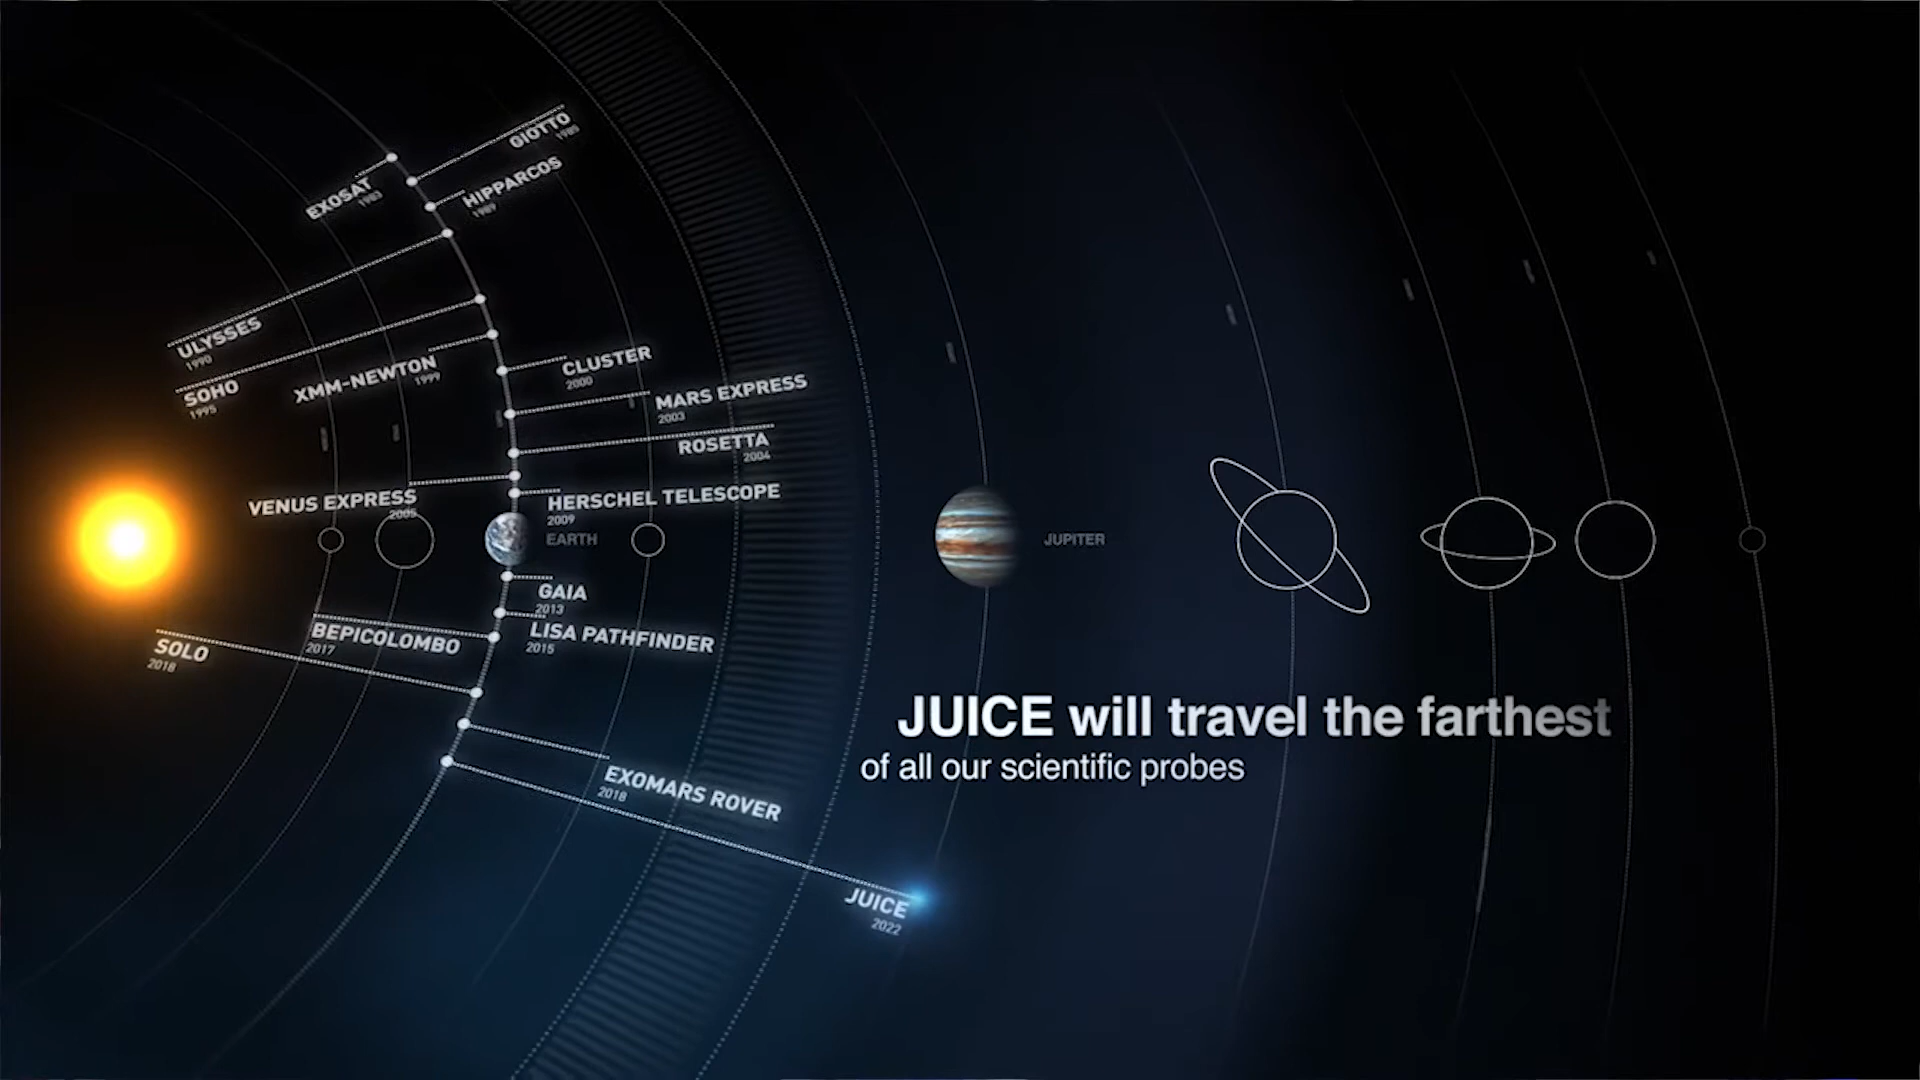 GIOTTO
1985
EXOSAT
1983
HIPPARCOS
1989
ULYSSES
1990
SOHO
1995
XMM-NEWTON
1999
CLUSTER
2000
MARS EXPRESS
2003
ROSETTA
2004
VENUS EXPRESS
2005
HERSCHEL TELESCOPE
2009
EARTH
JUPITER
GAIA
2013
LISA PATHFINDER
2015
BEPICOLOMBO
2017
SOLO
2018
JUICE will travel the farthest
of all our scientific probes
EXOMARS ROVER
2018
JUICE
2022